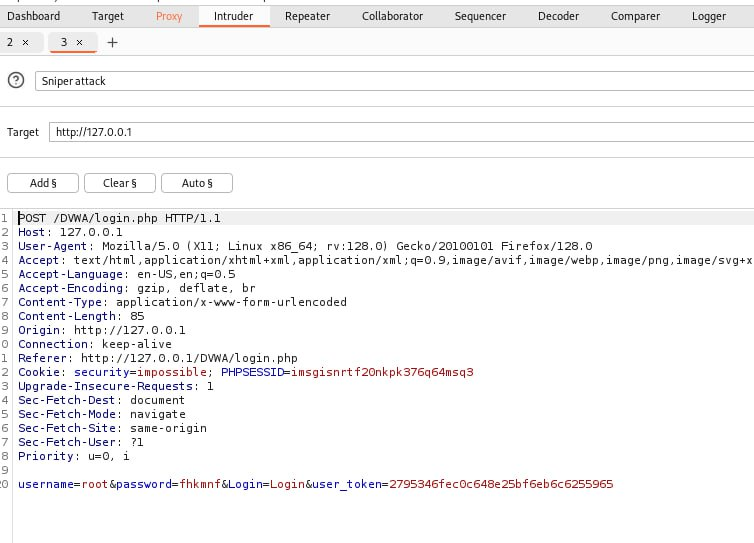 Dashboard Target Proxy Intruder Repeater Collaborator Sequencer Decoder Comparer Logger
2 × 3 × +
? Sniper attack
Target http://127.0.0.1
Add § Clear § Auto §
1 POST /DVWA/login.php HTTP/1.1
2 Host: 127.0.0.1
3 User-Agent: Mozilla/5.0 (X11; Linux x86_64; rv:128.0) Gecko/20100101 Firefox/128.0
4 Accept: text/html,application/xhtml+xml,application/xml;q=0.9,image/avif,image/webp,image/png,image/svg+x
5 Accept-Language: en-US,en;q=0.5
6 Accept-Encoding: gzip, deflate, br
7 Content-Type: application/x-www-form-urlencoded
8 Content-Length: 85
9 Origin: http://127.0.0.1
0 Connection: keep-alive
1 Referer: http://127.0.0.1/DVWA/login.php
2 Cookie: security=impossible; PHPSESSID=imsgisnrtf20nkpk376q64msq3
3 Upgrade-Insecure-Requests: 1
4 Sec-Fetch-Dest: document
5 Sec-Fetch-Mode: navigate
6 Sec-Fetch-Site: same-origin
7 Sec-Fetch-User: ?1
8 Priority: u=0, i
9
20 username=root&password=fhkmnf&Login=Login&user_token=2795346fec0c648e25bf6eb6c6255965